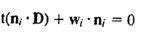 t(nᵢ · D) + wᵢ · nᵢ = 0